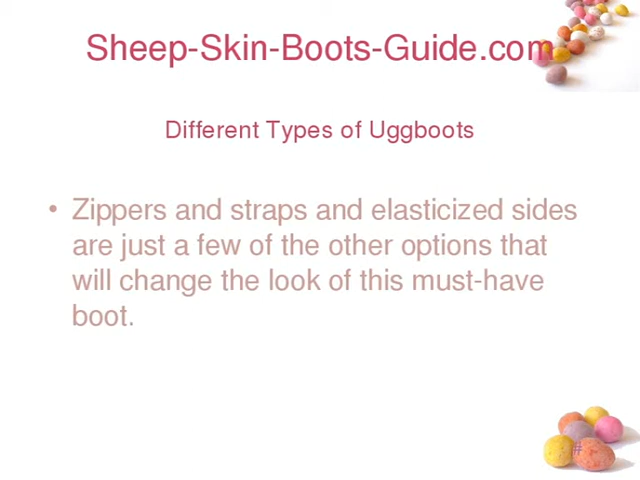 Sheep-Skin-Boots-Guide.com
Different Types of Uggboots
• Zippers and straps and elasticized sides
are just a few of the other options that
will change the look of this must-have
boot.
#